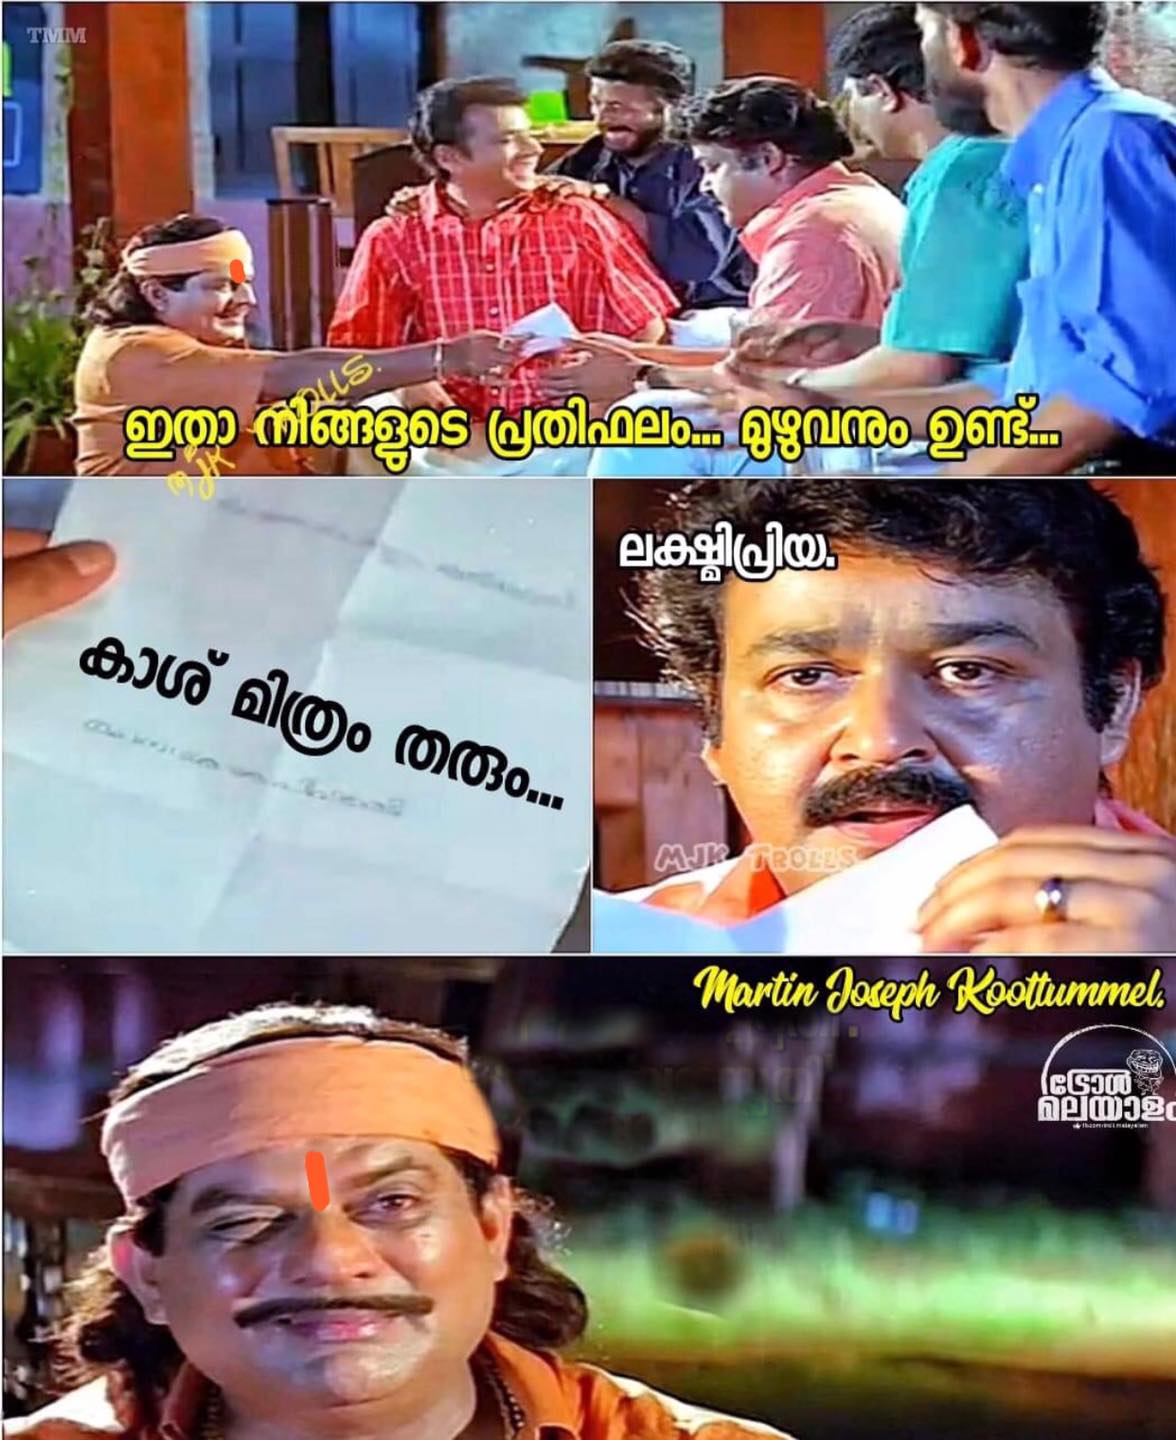 TMM
MJK TROLLS.
ഇതാ നിങ്ങളുടെ പ്രതിഫലം... മുഴുവനും ഉണ്ട്...
കാശ് മിത്രം തരും...
ലക്ഷ്മിപ്രിയ.
MJK TROLLS
Martin Joseph Koottummel.
ട്രോൾ
മലയാളം